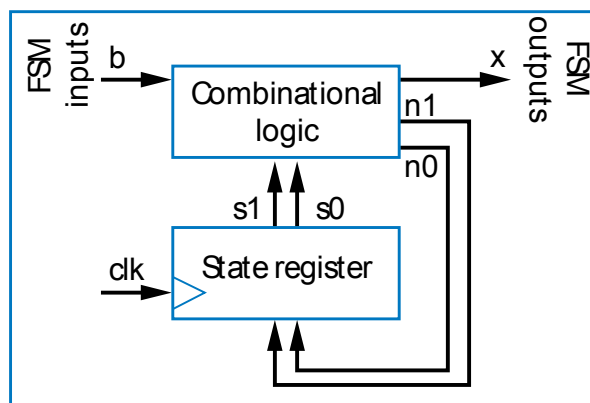 FSM
inputs
b
Combinational
logic
x
FSM
outputs
n1
n0
s1
s0
clk
State register